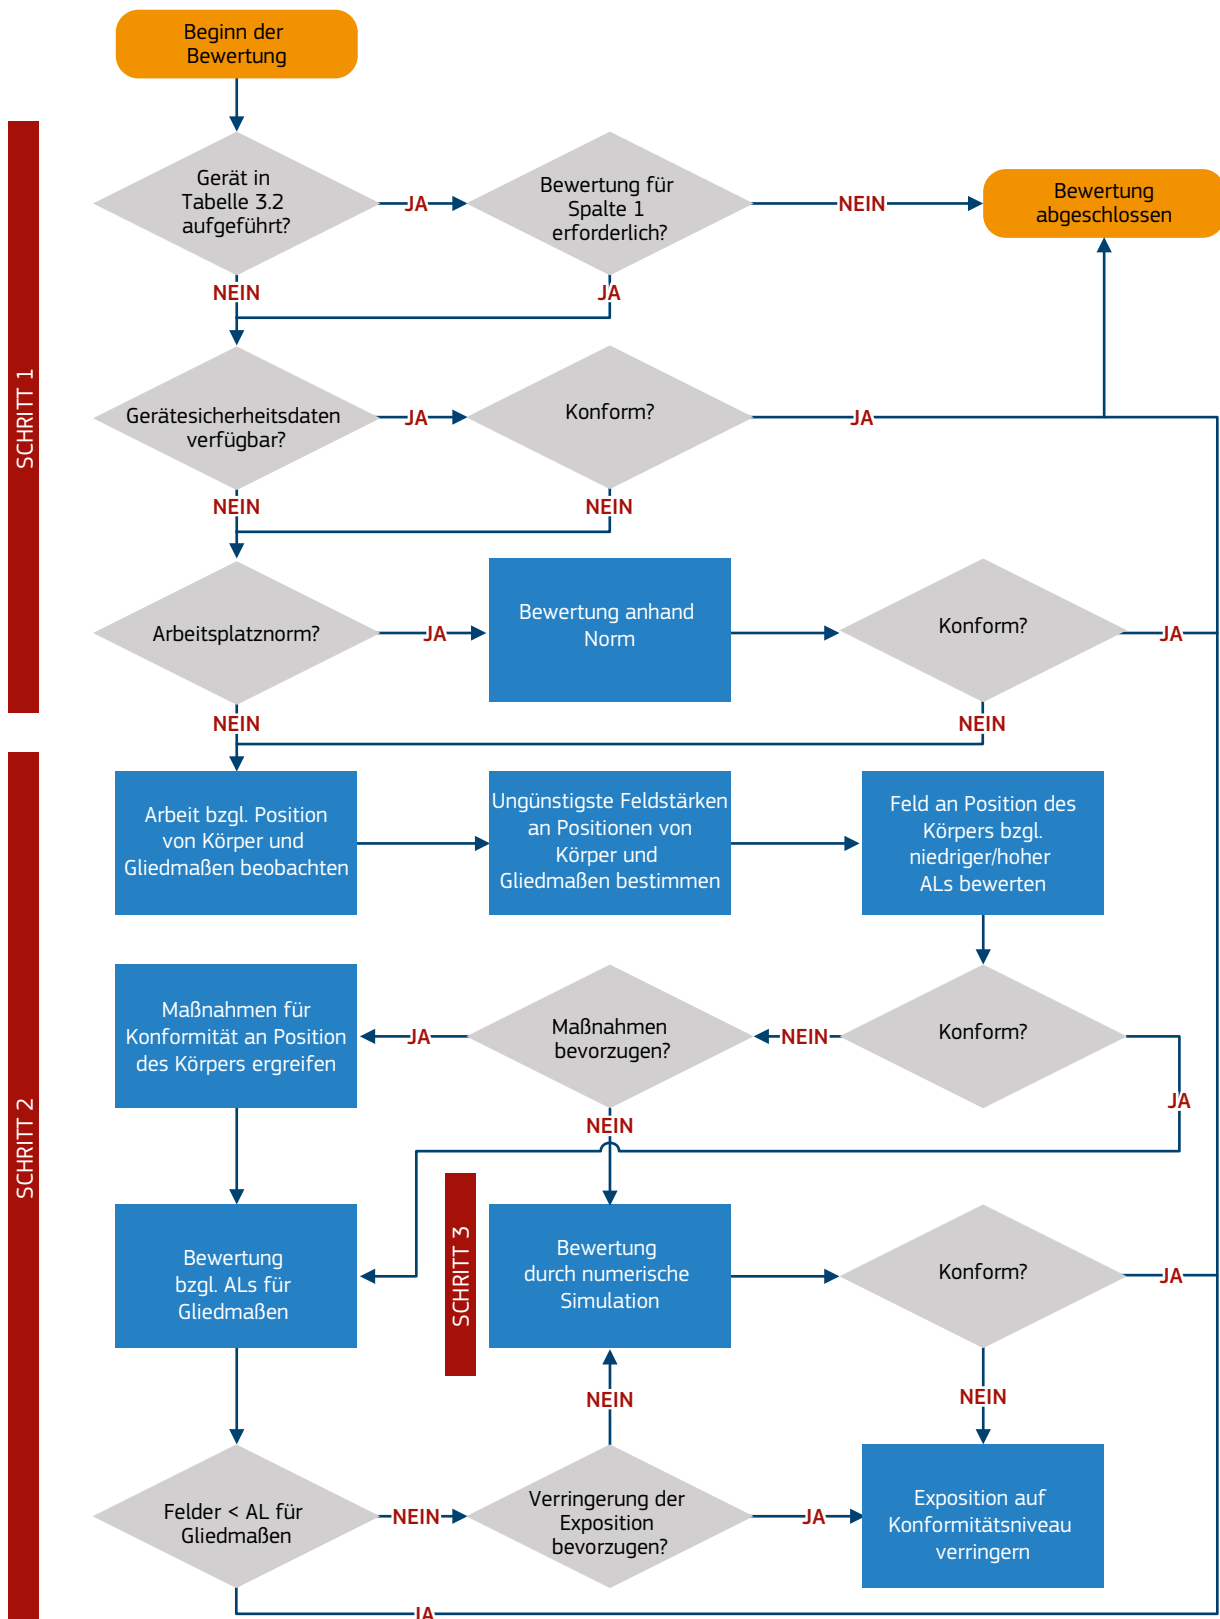 Beginn der
Bewertung
SCHRITT 1
Gerät in
Tabelle 3.2
aufgeführt?
JA
Bewertung für
Spalte 1
erforderlich?
NEIN
Bewertung
abgeschlossen
NEIN
JA
Gerätesicherheitsdaten
verfügbar?
JA
Konform?
JA
NEIN
NEIN
Arbeitsplatznorm?
JA
Bewertung anhand
Norm
Konform?
JA
NEIN
NEIN
SCHRITT 2
Arbeit bzgl. Position
von Körper und
Gliedmaßen beobachten
Ungünstigste Feldstärken
an Positionen von
Körper und
Gliedmaßen bestimmen
Feld an Position des
Körpers bzgl.
niedriger/hoher
ALs bewerten
Maßnahmen für
Konformität an Position
des Körpers ergreifen
JA
Maßnahmen
bevorzugen?
NEIN
Konform?
JA
NEIN
Bewertung
bzgl. ALs für
Gliedmaßen
SCHRITT 3
Bewertung
durch numerische
Simulation
Konform?
JA
NEIN
NEIN
Felder < AL für
Gliedmaßen
NEIN
Verringerung der
Exposition
bevorzugen?
JA
Exposition auf
Konformitätsniveau
verringern
JA